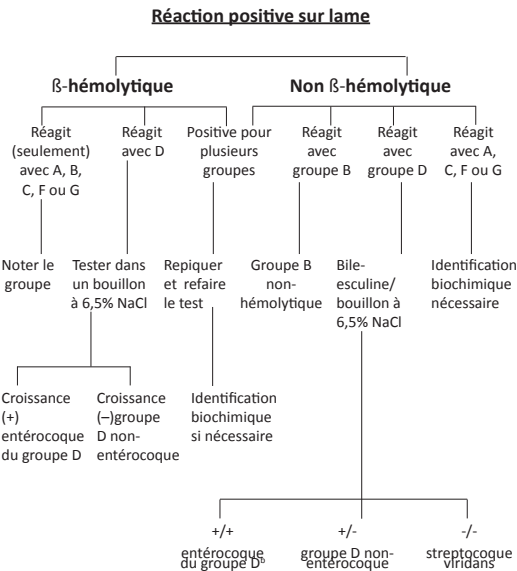 Réaction positive sur lame
ß-hémolytique
Non ß-hémolytique
Réagit
(seulement)
avec A, B,
C, F ou G
Réagit
avec D
Positive pour
plusieurs
groupes
Réagit
avec
groupe B
Réagit
avec
groupe D
Réagit
avec A,
C, F ou G
Noter le
groupe
Tester dans
un bouillon
à 6,5% NaCl
Repiquer
et refaire
le test
Groupe B
non-
hémolytique
Bile-
esculine/
bouillon à
6,5% NaCl
Identification
biochimique
nécessaire
Croissance
(+)
entérocoque
du groupe D
Croissance
(–)groupe
D non-
entérocoque
Identification
biochimique
si nécessaire
+/+
entérocoque
du groupe Dᵇ
+/-
groupe D non-
entérocoque
-/-
streptocoque
viridans